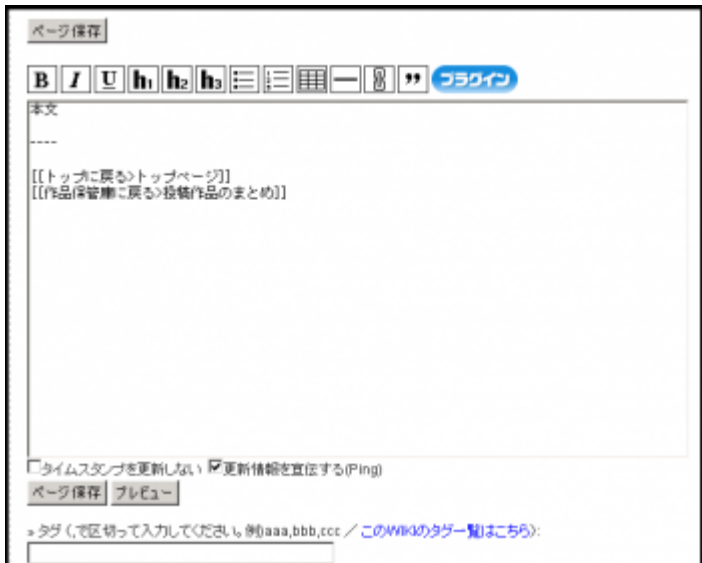 ページ保存
B I U h1 h2 h3 ” プラグイン
本文
----
[[トップに戻る>トップページ]]
[[作品保管庫に戻る>投稿作品のまとめ]]
タイムスタンプを更新しない 更新情報を宣伝する(Ping)
ページ保存 プレビュー
» タグ (,で区切って入力してください。例)aaa,bbb,ccc / このWIKIのタグ一覧はこちら):